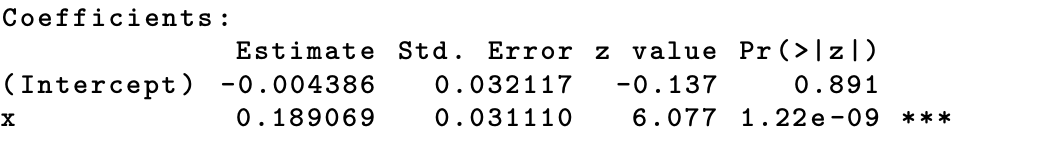 Coefficients:
             Estimate Std. Error z value Pr(>|z|)
(Intercept) -0.004386   0.032117  -0.137    0.891
x            0.189069   0.031110   6.077 1.22e-09 ***